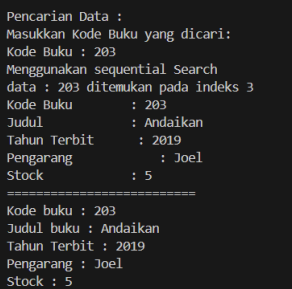 Pencarian Data :
Masukkan Kode Buku yang dicari:
Kode Buku : 203
Menggunakan sequential Search
data : 203 ditemukan pada indeks 3
Kode Buku        : 203
Judul            : Andaikan
Tahun Terbit      : 2019
Pengarang            : Joel
Stock            : 5
===========================
Kode buku : 203
Judul buku : Andaikan
Tahun Terbit : 2019
Pengarang : Joel
Stock : 5